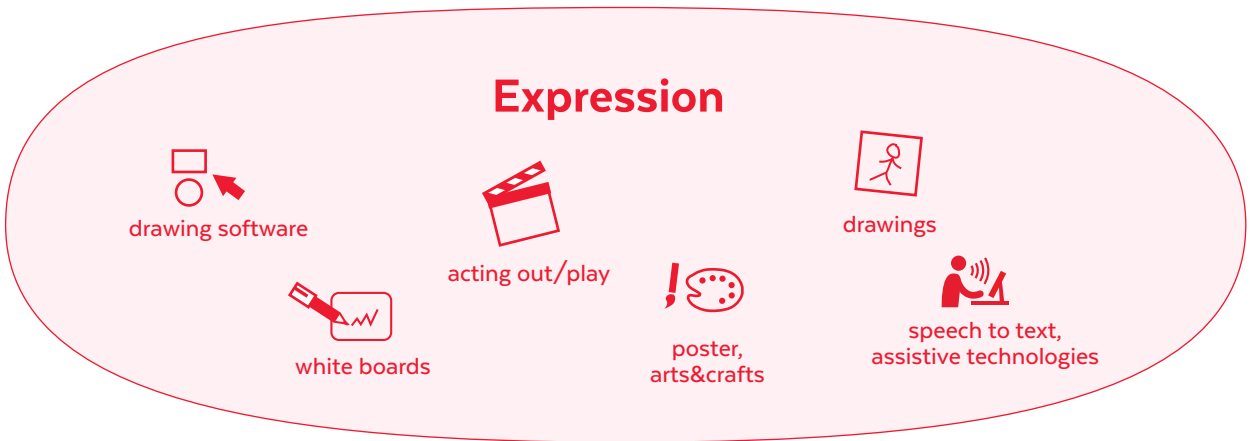 Expression
drawing software
acting out/play
drawings
white boards
poster,
arts&crafts
speech to text,
assistive technologies